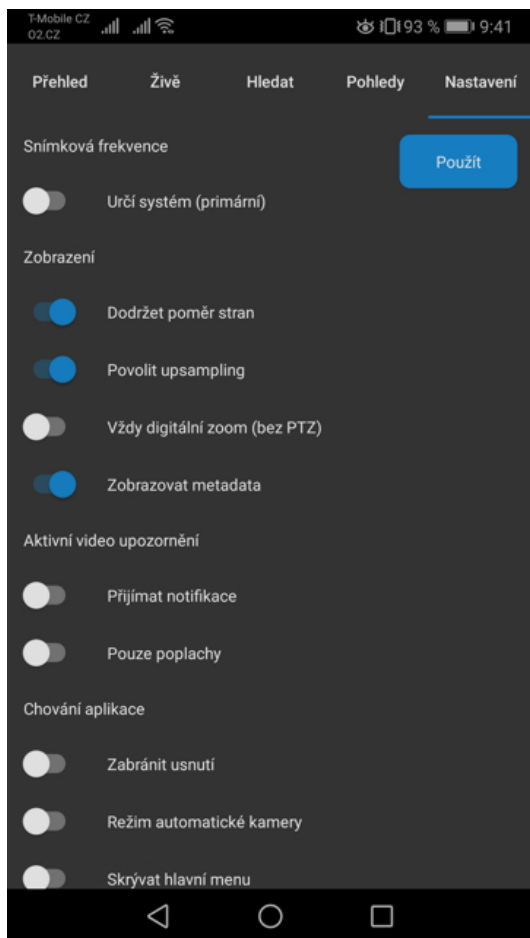 T-Mobile CZ
O2.CZ
93 % 9:41
Přehled Živě Hledat Pohledy Nastavení
Snímková frekvence
Použít
Určí systém (primární)
Zobrazení
Dodržet poměr stran
Povolit upsampling
Vždy digitální zoom (bez PTZ)
Zobrazovat metadata
Aktivní video upozornění
Přijímat notifikace
Pouze poplachy
Chování aplikace
Zabránit usnutí
Režim automatické kamery
Skrývat hlavní menu